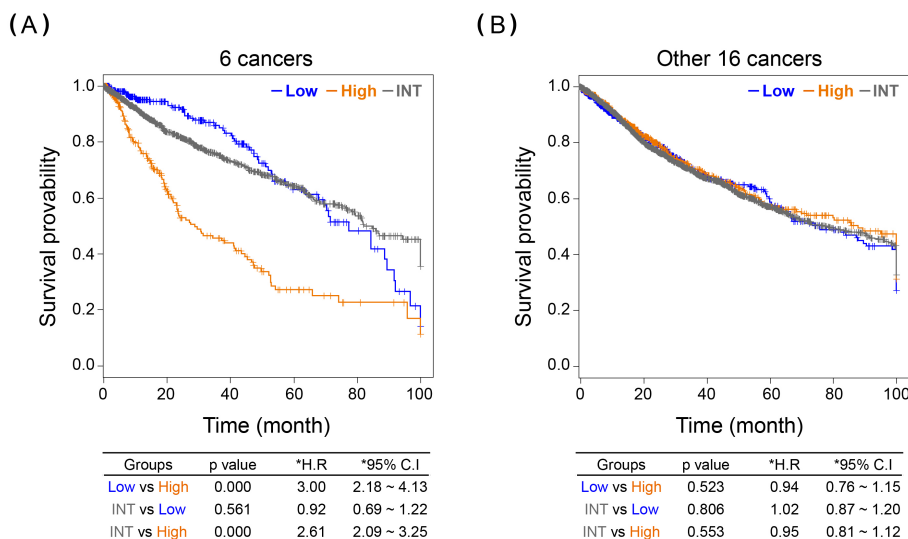 (A)
6 cancers
Low High INT
Survival provability
1.0
0.8
0.6
0.4
0.2
0.0
0 20 40 60 80 100
Time (month)
Groups p value *H.R *95% C.I
Low vs High 0.000 3.00 2.18 ~ 4.13
INT vs Low 0.561 0.92 0.69 ~ 1.22
INT vs High 0.000 2.61 2.09 ~ 3.25
(B)
Other 16 cancers
Low High INT
Survival provability
1.0
0.8
0.6
0.4
0.2
0.0
0 20 40 60 80 100
Time (month)
Groups p value *H.R *95% C.I
Low vs High 0.523 0.94 0.76 ~ 1.15
INT vs Low 0.806 1.02 0.87 ~ 1.20
INT vs High 0.553 0.95 0.81 ~ 1.12